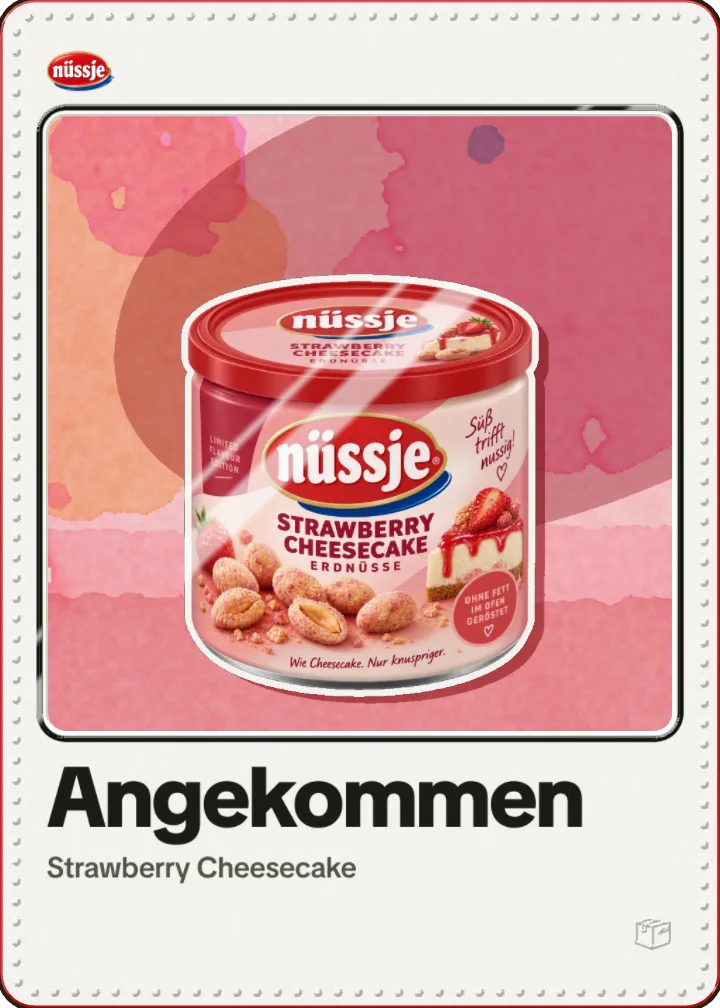 nüssje
nüssje
STRAWBERRY
CHEESECAKE
ERDNÜSSE
LIMITED
FLAVOUR
EDITION
nüssje®
Süß
trifft
nussig!
STRAWBERRY
CHEESECAKE
ERDNÜSSE
OHNE FETT
IM OFEN
GERÖSTET
Wie Cheesecake. Nur knuspriger.
Angekommen
Strawberry Cheesecake